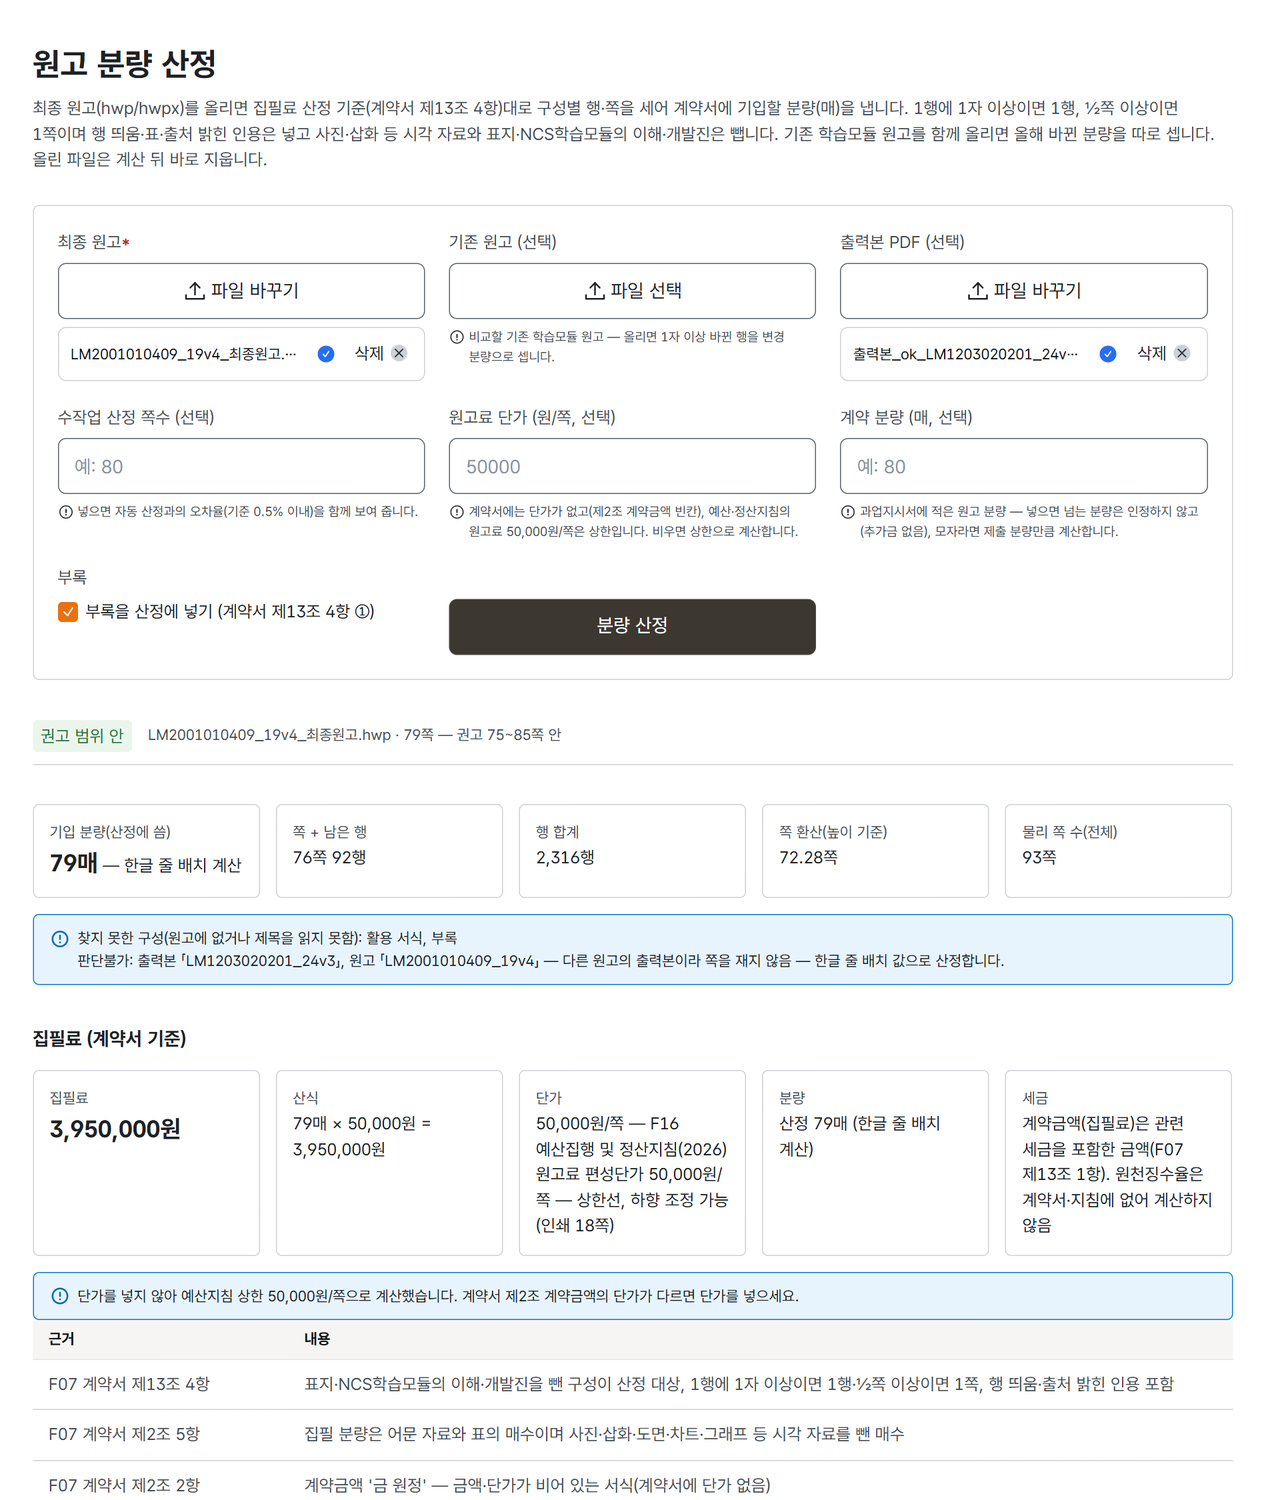 원고 분량 산정
최종 원고(hwp/hwpx)를 올리면 집필료 산정 기준(계약서 제13조 4항)대로 구성별 행·쪽을 세어 계약서에 기입할 분량(매)을 냅니다. 1행에 1자 이상이면 1행, ½쪽 이상이면
1쪽이며 행 띄움·표·출처 밝힌 인용은 넣고 사진·삽화 등 시각 자료와 표지·NCS학습모듈의 이해·개발진은 뺍니다. 기존 학습모듈 원고를 함께 올리면 올해 바뀐 분량을 따로 셉니다.
올린 파일은 계산 뒤 바로 지웁니다.
최종 원고*
기존 원고 (선택)
출력본 PDF (선택)
파일 바꾸기
파일 선택
파일 바꾸기
LM2001010409_19v4_최종원고.···
삭제
비교할 기존 학습모듈 원고 — 올리면 1자 이상 바뀐 행을 변경
분량으로 셉니다.
출력본_ok_LM1203020201_24v···
삭제
수작업 산정 쪽수 (선택)
원고료 단가 (원/쪽, 선택)
계약 분량 (매, 선택)
예: 80
50000
예: 80
넣으면 자동 산정과의 오차율(기준 0.5% 이내)을 함께 보여 줍니다.
계약서에는 단가가 없고(제2조 계약금액 빈칸), 예산·정산지침의
원고료 50,000원/쪽은 상한입니다. 비우면 상한으로 계산합니다.
과업지시서에 적은 원고 분량 — 넣으면 넘는 분량은 인정하지 않고
(추가금 없음), 모자라면 제출 분량만큼 계산합니다.
부록
부록을 산정에 넣기 (계약서 제13조 4항 ①)
분량 산정
권고 범위 안
LM2001010409_19v4_최종원고.hwp · 79쪽 — 권고 75~85쪽 안
기입 분량(산정에 씀)
79매 — 한글 줄 배치 계산
쪽 + 남은 행
76쪽 92행
행 합계
2,316행
쪽 환산(높이 기준)
72.28쪽
물리 쪽 수(전체)
93쪽
찾지 못한 구성(원고에 없거나 제목을 읽지 못함): 활용 서식, 부록
판단불가: 출력본 「LM1203020201_24v3」, 원고 「LM2001010409_19v4」 — 다른 원고의 출력본이라 쪽을 재지 않음 — 한글 줄 배치 값으로 산정합니다.
집필료 (계약서 기준)
집필료
3,950,000원
산식
79매 × 50,000원 =
3,950,000원
단가
50,000원/쪽 — F16
예산집행 및 정산지침(2026)
원고료 편성단가 50,000원/
쪽 — 상한선, 하향 조정 가능
(인쇄 18쪽)
분량
산정 79매 (한글 줄 배치
계산)
세금
계약금액(집필료)은 관련
세금을 포함한 금액(F07
제13조 1항). 원천징수율은
계약서·지침에 없어 계산하지
않음
단가를 넣지 않아 예산지침 상한 50,000원/쪽으로 계산했습니다. 계약서 제2조 계약금액의 단가가 다르면 단가를 넣으세요.
근거
내용
F07 계약서 제13조 4항
표지·NCS학습모듈의 이해·개발진을 뺀 구성이 산정 대상, 1행에 1자 이상이면 1행·½쪽 이상이면 1쪽, 행 띄움·출처 밝힌 인용 포함
F07 계약서 제2조 5항
집필 분량은 어문 자료와 표의 매수이며 사진·삽화·도면·차트·그래프 등 시각 자료를 뺀 매수
F07 계약서 제2조 2항
계약금액 '금 원정' — 금액·단가가 비어 있는 서식(계약서에 단가 없음)